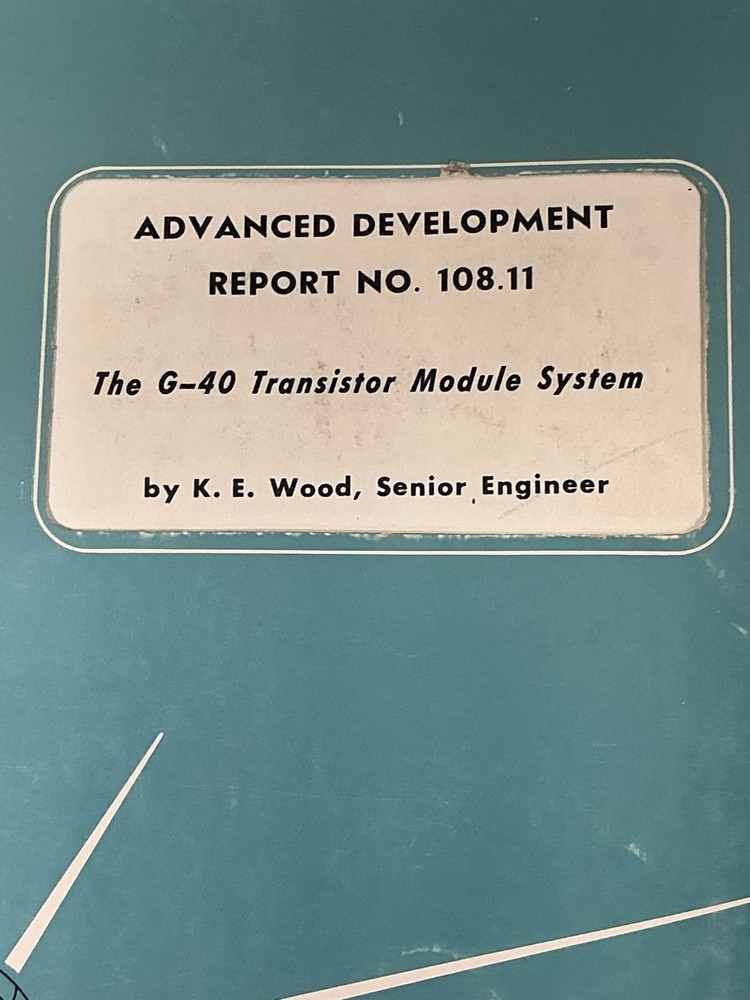 ADVANCED DEVELOPMENT
REPORT NO. 108.11
The G-40 Transistor Module System
by K. E. Wood, Senior Engineer